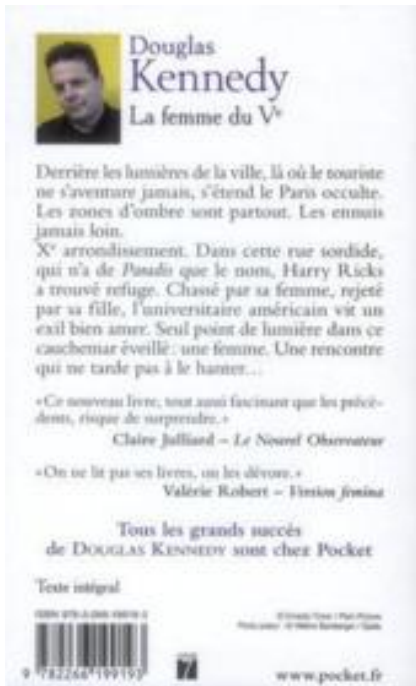 Douglas
Kennedy
La femme du Vᵉ
Derrière les lumières de la ville, là où le touriste
ne s'aventure jamais, s'étend le Paris occulte.
Les zones d'ombre sont partout. Les ennuis
jamais loin.
Xᵉ arrondissement. Dans cette rue sordide,
qui n'a de Paradis que le nom, Harry Ricks
a trouvé refuge. Chassé par sa femme, rejeté
par sa fille, l'universitaire américain vit un
exil bien amer. Seul point de lumière dans ce
cauchemar éveillé : une femme. Une rencontre
qui ne tarde pas à le hanter…
«Ce nouveau livre, tout aussi fascinant que les précé-
dents, risque de surprendre.»
Claire Julliard – Le Nouvel Observateur
«On ne lit pas ses livres, on les dévore.»
Valérie Robert – Version femina
Tous les grands succès
de DOUGLAS KENNEDY sont chez Pocket
Texte intégral
9 782266 199193
www.pocket.fr